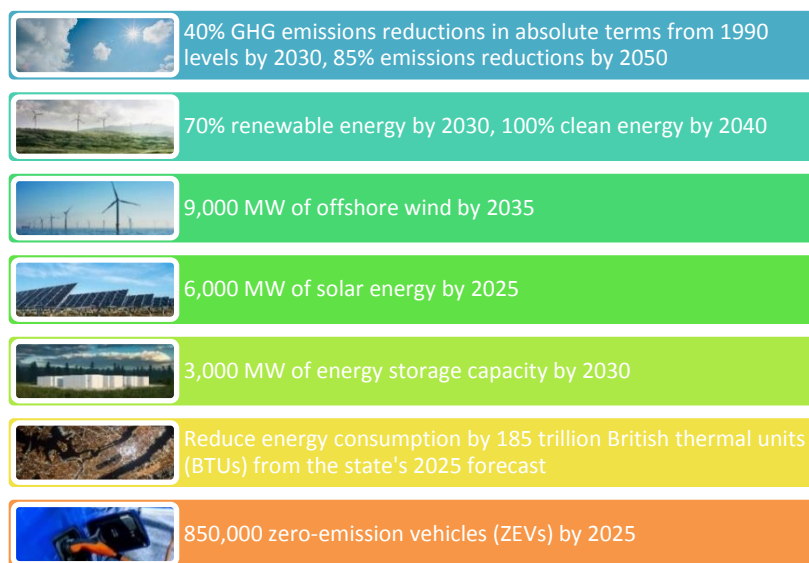 40% GHG emissions reductions in absolute terms from 1990
levels by 2030, 85% emissions reductions by 2050
70% renewable energy by 2030, 100% clean energy by 2040
9,000 MW of offshore wind by 2035
6,000 MW of solar energy by 2025
3,000 MW of energy storage capacity by 2030
Reduce energy consumption by 185 trillion British thermal units
(BTUs) from the state's 2025 forecast
850,000 zero-emission vehicles (ZEVs) by 2025